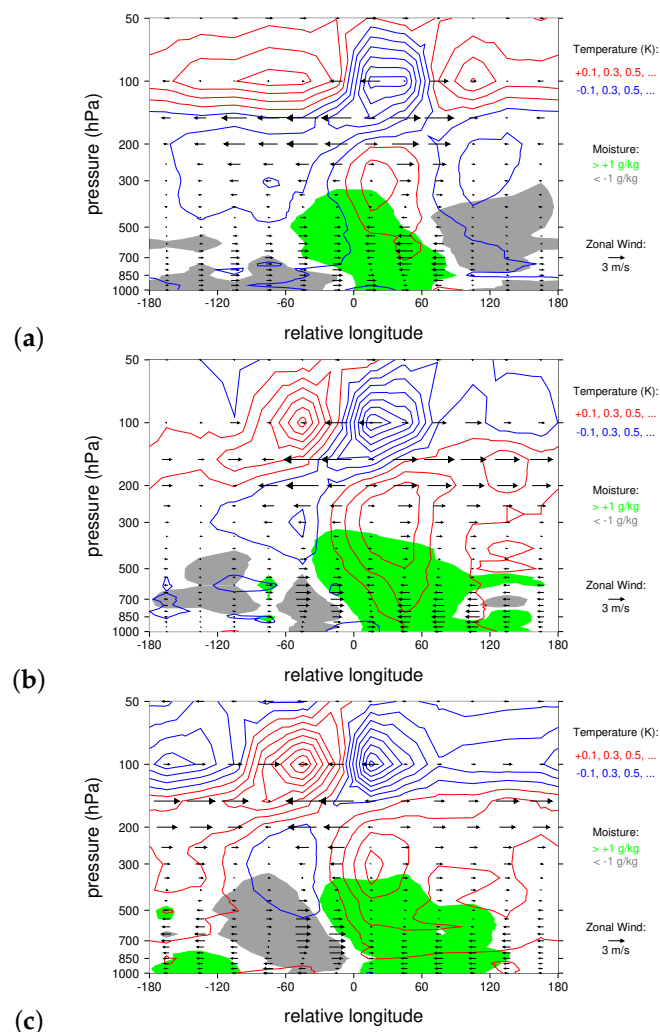 50
100
200
300
500
700
850
1000
pressure (hPa)
-180 -120 -60 0 60 120 180
relative longitude
Temperature (K):
+0.1, 0.3, 0.5, ...
-0.1, 0.3, 0.5, ...
Moisture:
> +1 g/kg
< -1 g/kg
Zonal Wind:
3 m/s
(a)
50
100
200
300
500
700
850
1000
pressure (hPa)
-180 -120 -60 0 60 120 180
relative longitude
Temperature (K):
+0.1, 0.3, 0.5, ...
-0.1, 0.3, 0.5, ...
Moisture:
> +1 g/kg
< -1 g/kg
Zonal Wind:
3 m/s
(b)
50
100
200
300
500
700
850
1000
pressure (hPa)
-180 -120 -60 0 60 120 180
relative longitude
Temperature (K):
+0.1, 0.3, 0.5, ...
-0.1, 0.3, 0.5, ...
Moisture:
> +1 g/kg
< -1 g/kg
Zonal Wind:
3 m/s
(c)